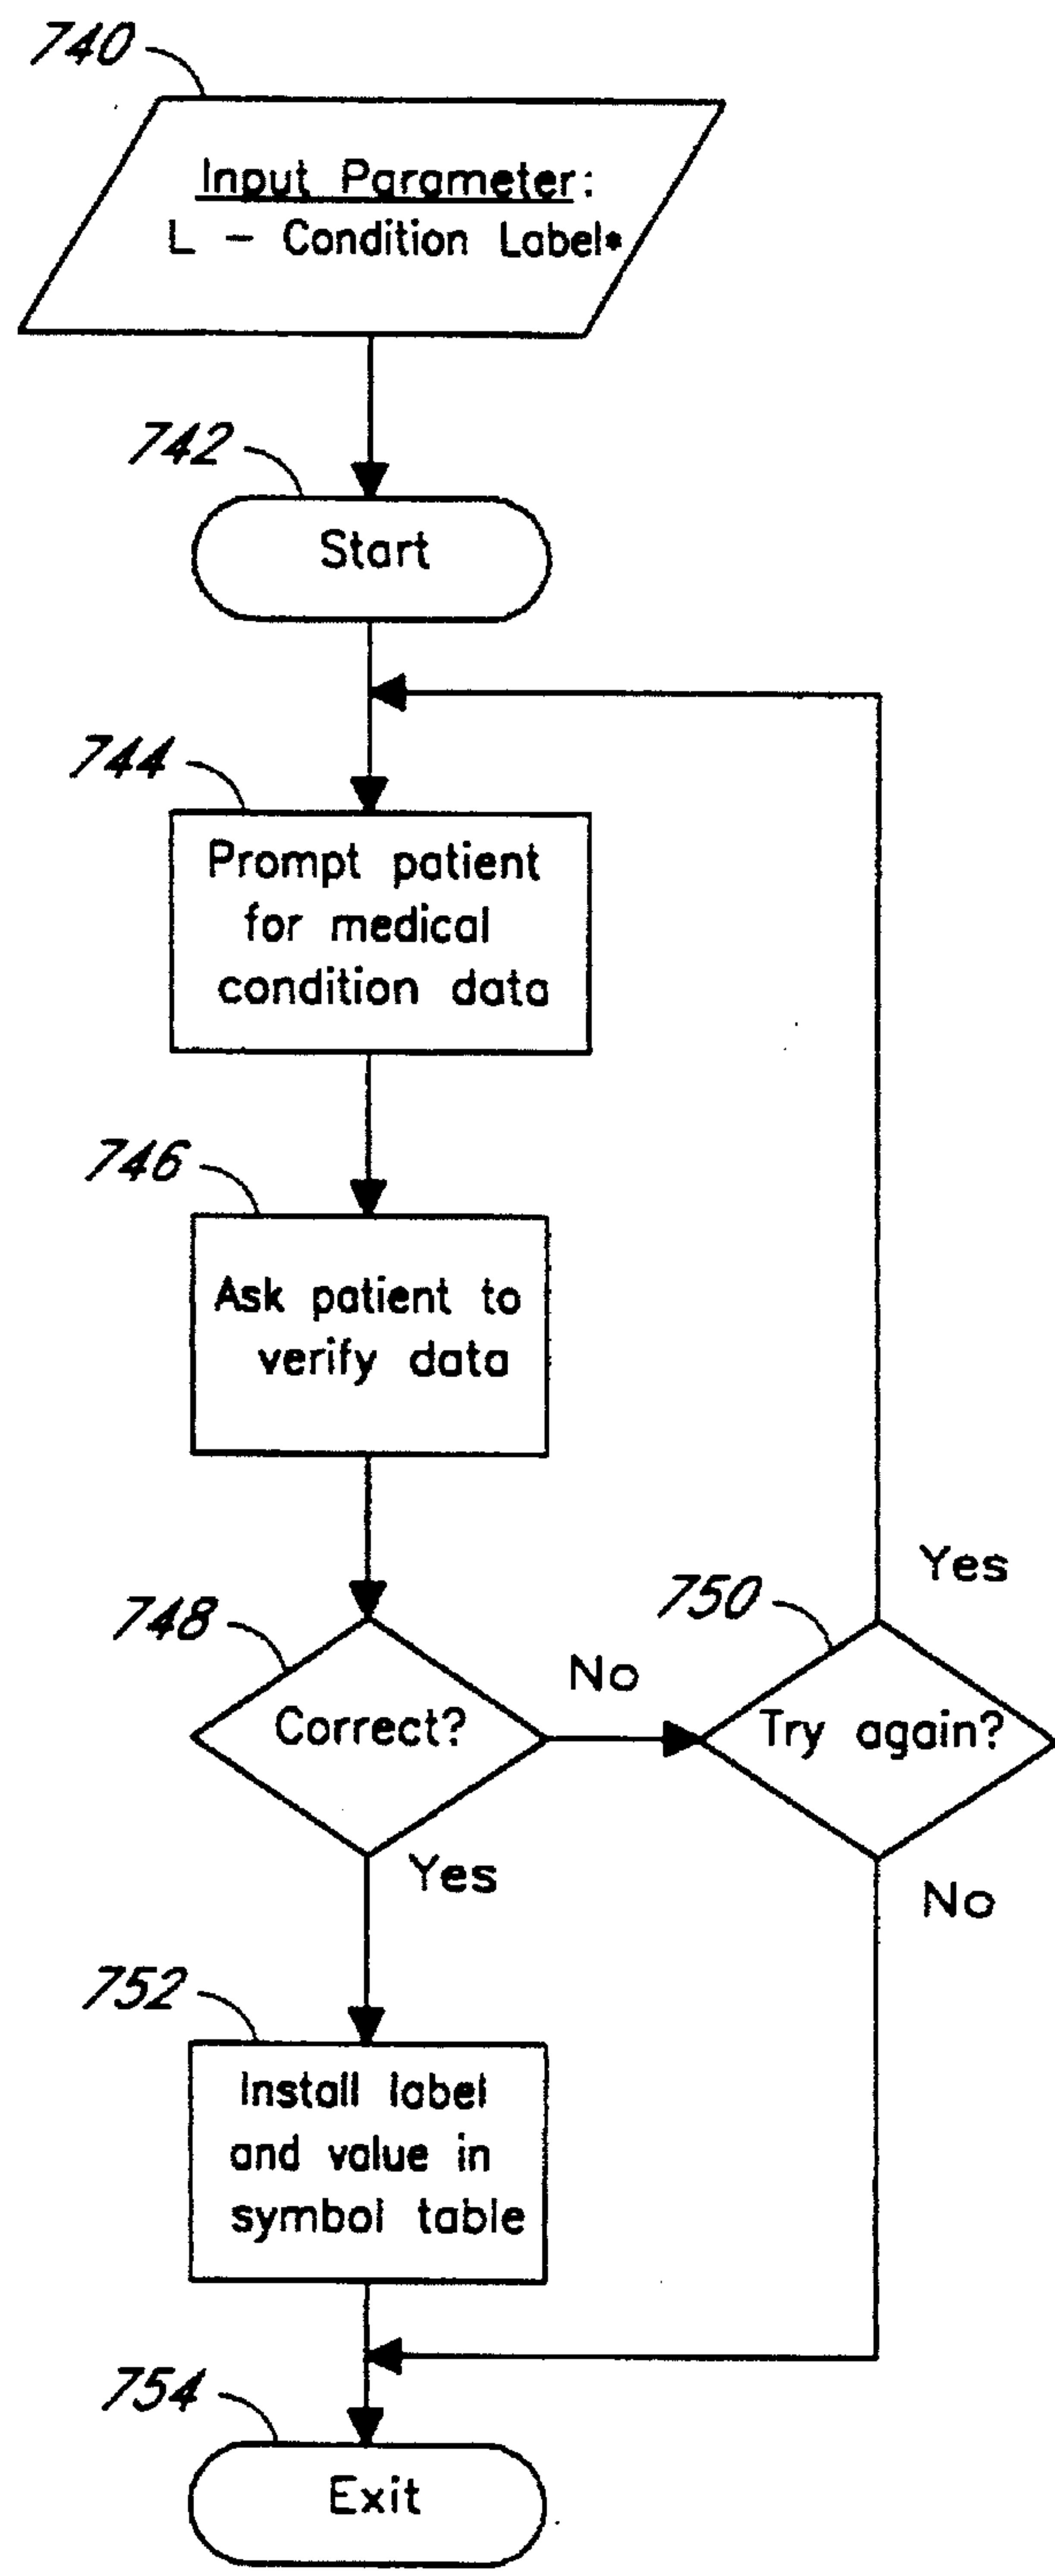 740
Input Parameter:
L - Condition Label*
742
Start
744
Prompt patient
for medical
condition data
746
Ask patient to
verify data
748
Correct?
No
750
Try again?
Yes
Yes
No
752
Install label
and value in
symbol table
754
Exit